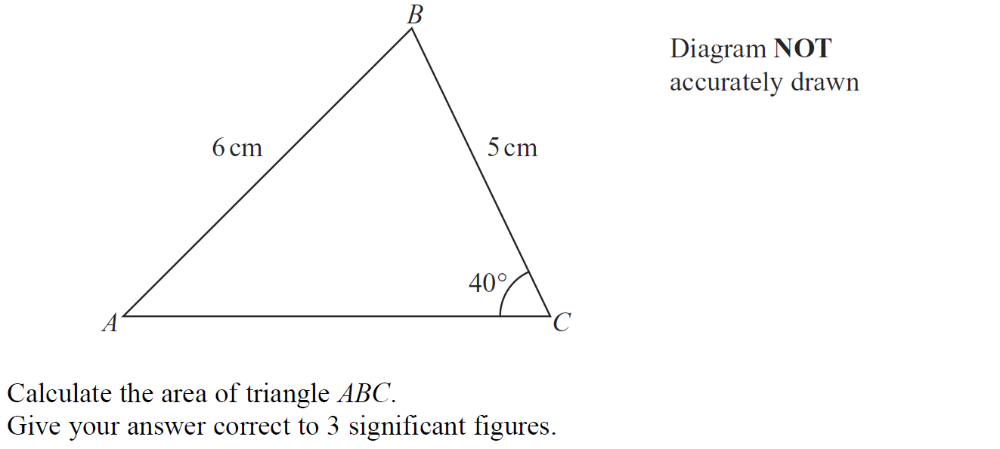 B
Diagram NOT
accurately drawn
6 cm
5 cm
40°
A
C
Calculate the area of triangle ABC.
Give your answer correct to 3 significant figures.